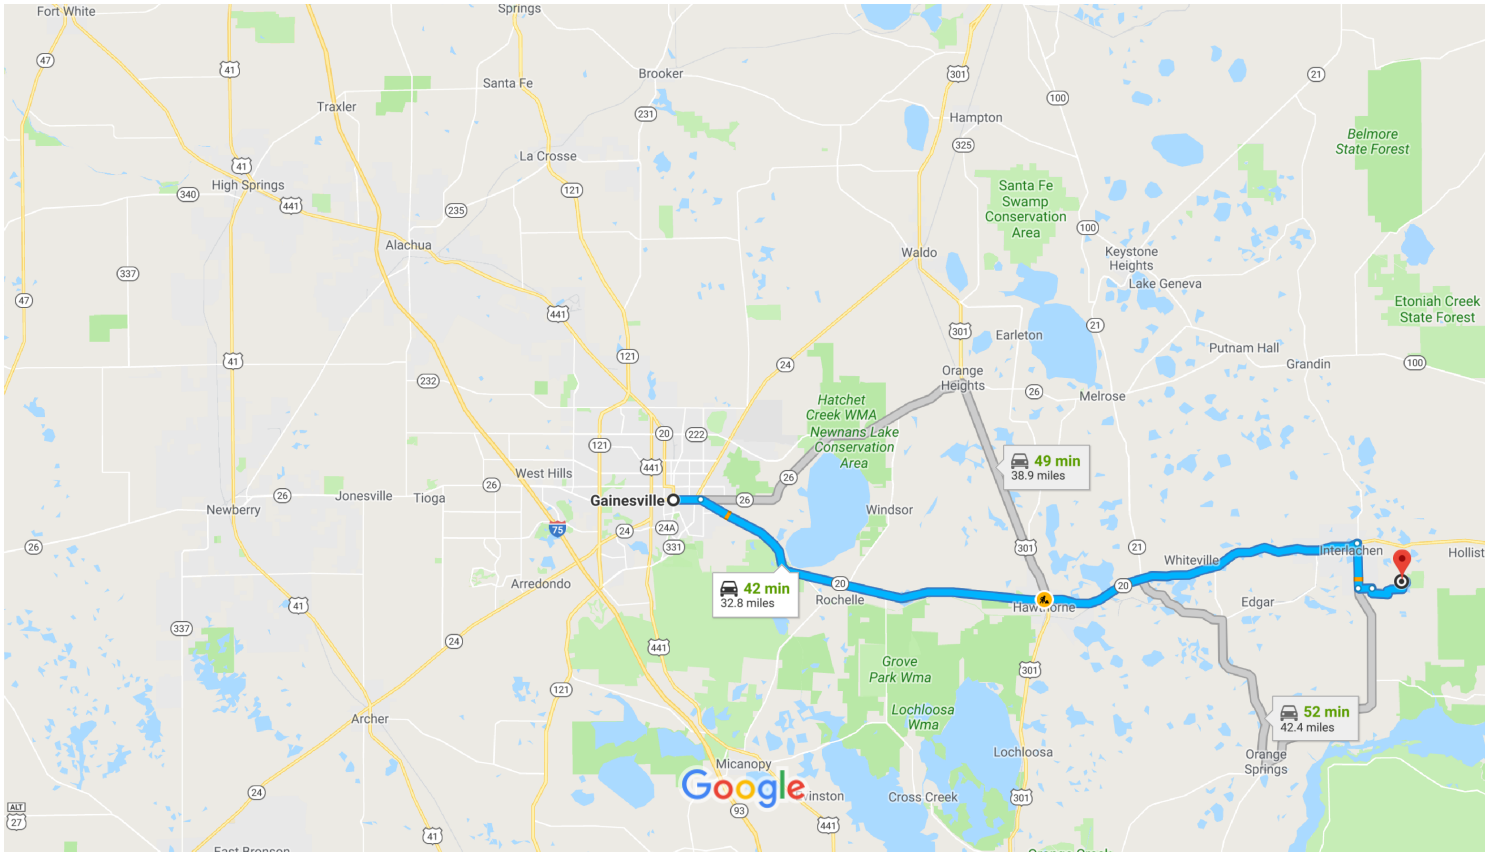 Fort White
Springs
47
41
Santa Fe
Brooker
301
21
Traxler
100
231
Hampton
Belmore
State Forest
325
41
La Crosse
High Springs
340
441
121
235
Santa Fe
Swamp
Conservation
Area
100
Alachua
Waldo
Keystone
Heights
337
Lake Geneva
47
441
Etoniah Creek
State Forest
301
21
Earleton
41
121
24
Putnam Hall
Grandin
100
232
Orange
Heights
26
Melrose
Hatchet
Creek WMA
Newnans Lake
Conservation
Area
20
222
121
441
49 min
38.9 miles
West Hills
26
26
Jonesville
Tioga
26
Gainesville
26
Newberry
Windsor
75
24
24A
331
26
301
21
Interlachen
Hollist
Whiteville
Arredondo
42 min
32.8 miles
20
Rochelle
20
Hawthorne
Edgar
41
337
24
441
301
Grove
Park Wma
121
Lochloosa
Wma
52 min
42.4 miles
Archer
Lochloosa
Orange
Springs
Micanopy
Google
inston
Cross Creek
301
24
93
441
ALT
27
41
East Bronson